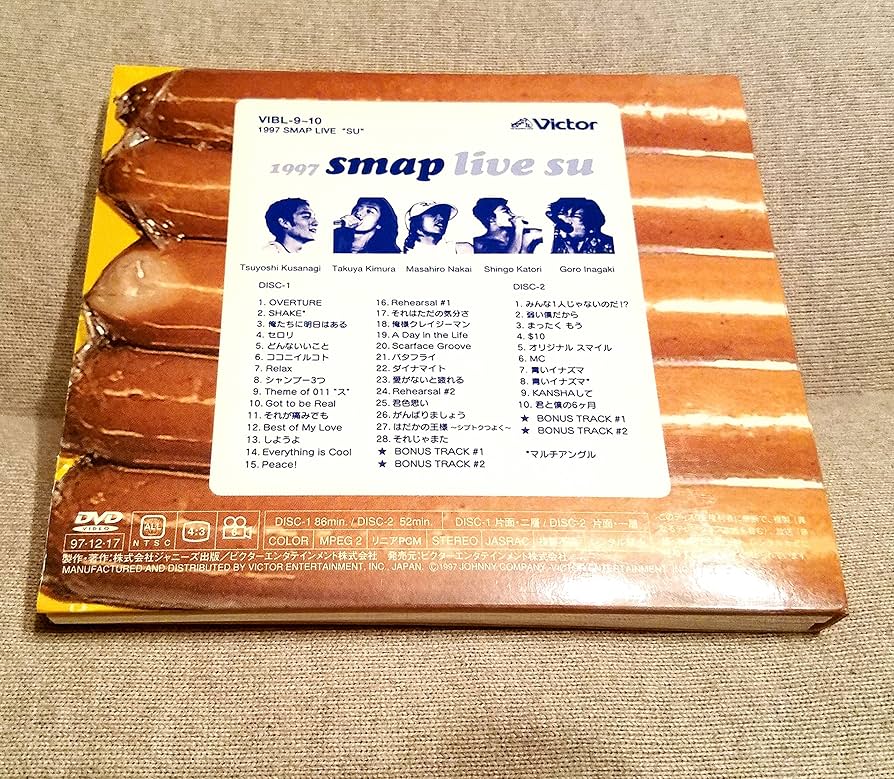 VIBL-9~10
1997 SMAP LIVE "SU"
Victor
1997 smap live su
Tsuyoshi Kusanagi
Takuya Kimura
Masahiro Nakai
Shingo Katori
Goro Inagaki
DISC-1
1. OVERTURE
2. SHAKE*
3. 俺たちに明日はある
4. セロリ
5. どんないいこと
6. ココニイルコト
7. Relax
8. シャンプー3つ
9. Theme of 011 "ス"
10. Got to be Real
11. それが痛みでも
12. Best of My Love
13. しようよ
14. Everything is Cool
15. Peace!
16. Rehearsal #1
17. それはただの気分さ
18. 俺様クレイジーマン
19. A Day in the Life
20. Scarface Groove
21. バタフライ
22. ダイナマイト
23. 愛がないと疲れる
24. Rehearsal #2
25. 君色思い
26. がんばりましょう
27. はだかの王様 ～シブトクつよく～
28. それじゃまた
★ BONUS TRACK #1
★ BONUS TRACK #2
DISC-2
1. みんな1人じゃないのだ!?
2. 弱い僕だから
3. まったく もう
4. $10
5. オリジナル スマイル
6. MC
7. 青いイナズマ
8. 青いイナズマ*
9. KANSHAして
10. 君と僕の6ヶ月
★ BONUS TRACK #1
★ BONUS TRACK #2
*マルチアングル
DVD
VIDEO
97-12-17
ALL
NTSC
4:3
6
DISC-1 86min. / DISC-2 52min.
DISC-1 片面・二層 / DISC-2 片面・一層
COLOR
MPEG 2
リニアPCM
STEREO
JASRAC
製作・著作:株式会社ジャニーズ出版/ビクターエンタテインメント株式会社 発売元:ビクターエンタテインメント株式会社
MANUFACTURED AND DISTRIBUTED BY VICTOR ENTERTAINMENT, INC., JAPAN. ©1997 JOHNNY COMPANY, VICTOR ENTERTAINMENT, INC.